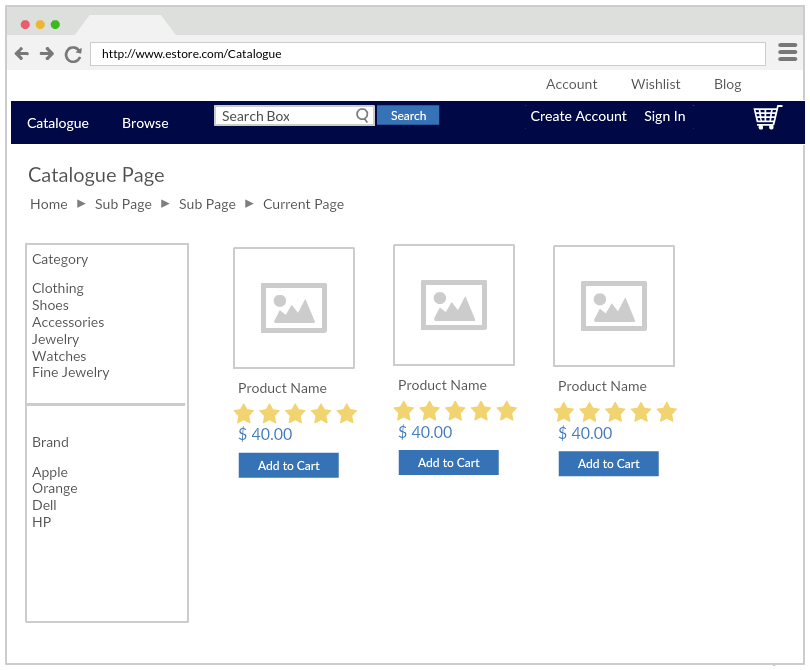 http://www.estore.com/Catalogue
Account Wishlist Blog
Catalogue Browse Search Box Search Create Account Sign In
Catalogue Page
Home Sub Page Sub Page Current Page
Category
Clothing
Shoes
Accessories
Jewelry
Watches
Fine Jewelry
Brand
Apple
Orange
Dell
HP
Product Name Product Name Product Name
$ 40.00 $ 40.00 $ 40.00
Add to Cart Add to Cart Add to Cart